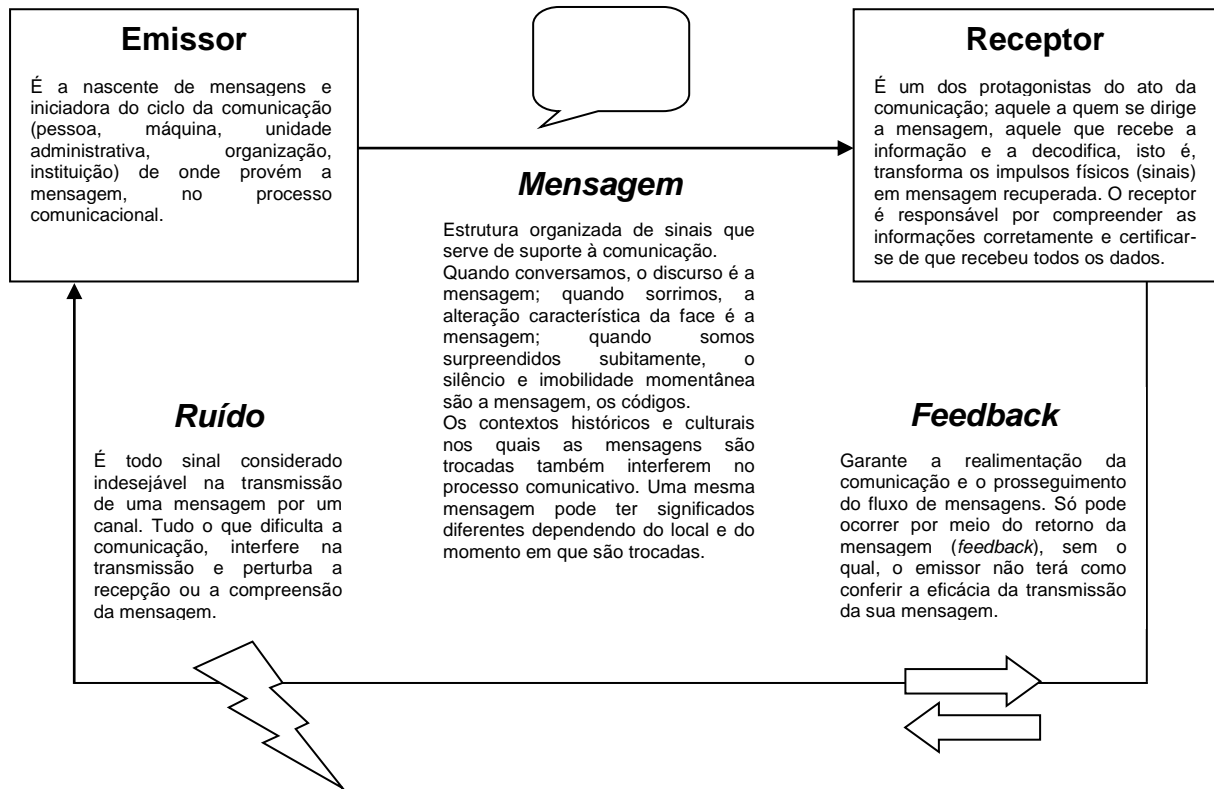 Emissor
É a nascente de mensagens e
iniciadora do ciclo da comunicação
(pessoa, máquina, unidade
administrativa, organização,
instituição) de onde provém a
mensagem, no processo
comunicacional.
Mensagem
Estrutura organizada de sinais que
serve de suporte à comunicação.
Quando conversamos, o discurso é a
mensagem; quando sorrimos, a
alteração característica da face é a
mensagem; quando somos
surpreendidos subitamente, o
silêncio e imobilidade momentânea
são a mensagem, os códigos.
Os contextos históricos e culturais
nos quais as mensagens são
trocadas também interferem no
processo comunicativo. Uma mesma
mensagem pode ter significados
diferentes dependendo do local e do
momento em que são trocadas.
Receptor
É um dos protagonistas do ato da
comunicação; aquele a quem se dirige
a mensagem, aquele que recebe a
informação e a decodifica, isto é,
transforma os impulsos físicos (sinais)
em mensagem recuperada. O receptor
é responsável por compreender as
informações corretamente e certificar-
se de que recebeu todos os dados.
Ruído
É todo sinal considerado
indesejável na transmissão
de uma mensagem por um
canal. Tudo o que dificulta a
comunicação, interfere na
transmissão e perturba a
recepção ou a compreensão
da mensagem.
Feedback
Garante a realimentação da
comunicação e o prosseguimento
do fluxo de mensagens. Só pode
ocorrer por meio do retorno da
mensagem (feedback), sem o
qual, o emissor não terá como
conferir a eficácia da transmissão
da sua mensagem.